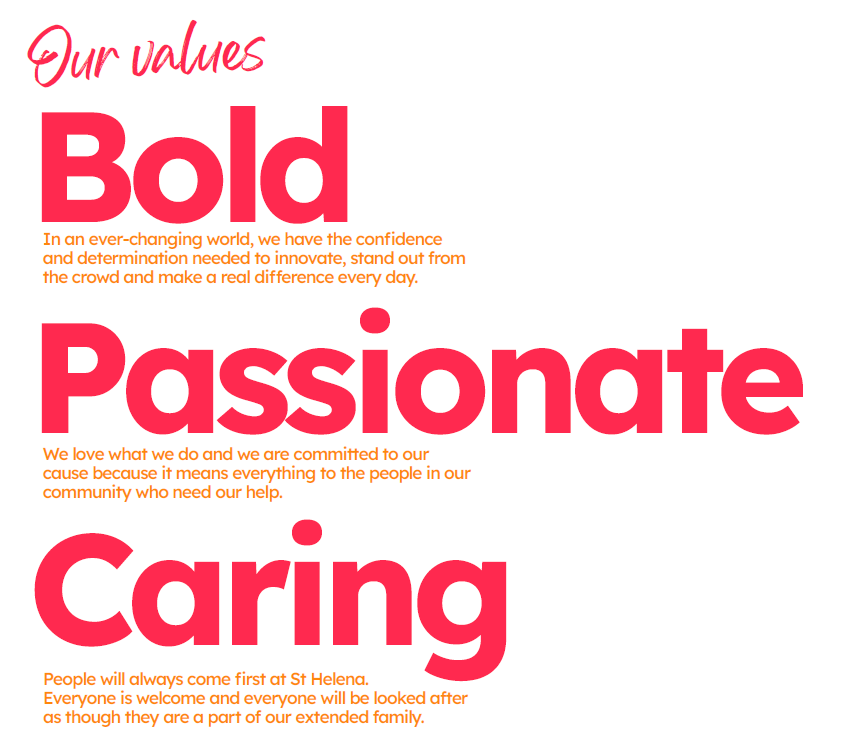 Our values
Bold
In an ever-changing world, we have the confidence
and determination needed to innovate, stand out from
the crowd and make a real difference every day.
Passionate
We love what we do and we are committed to our
cause because it means everything to the people in our
community who need our help.
Caring
People will always come first at St Helena.
Everyone is welcome and everyone will be looked after
as though they are a part of our extended family.